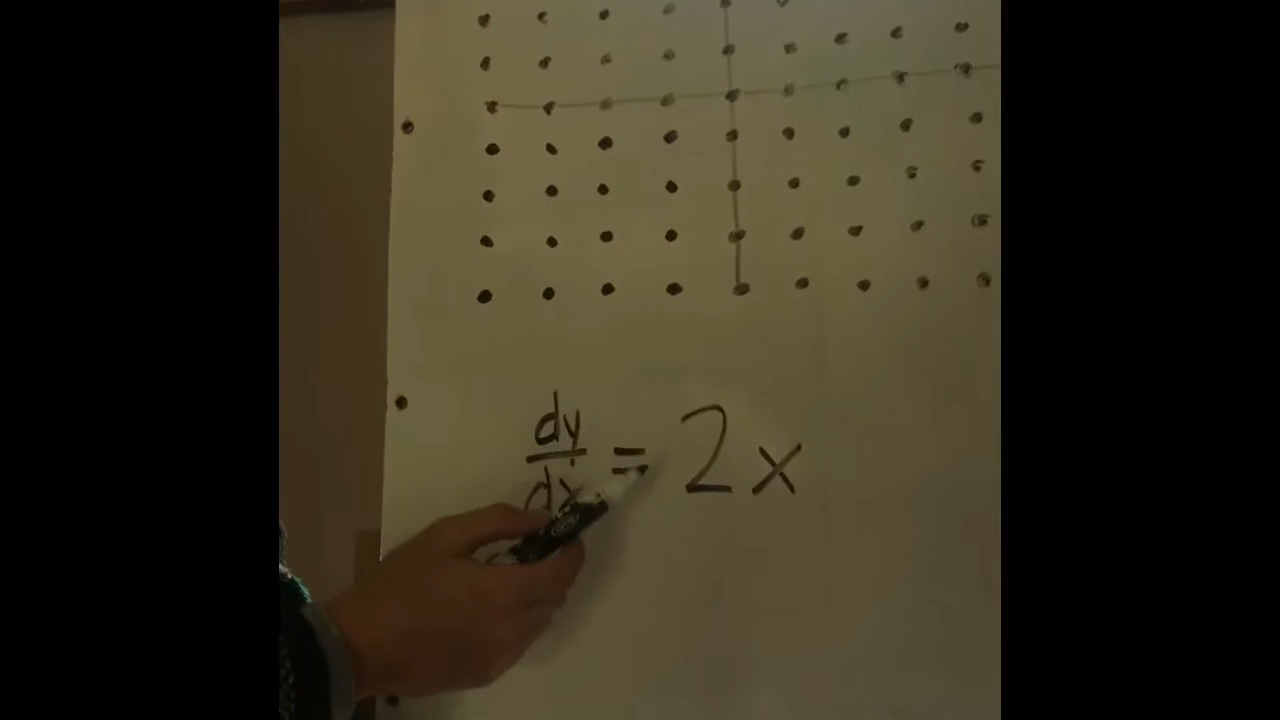 dy/dx = 2x